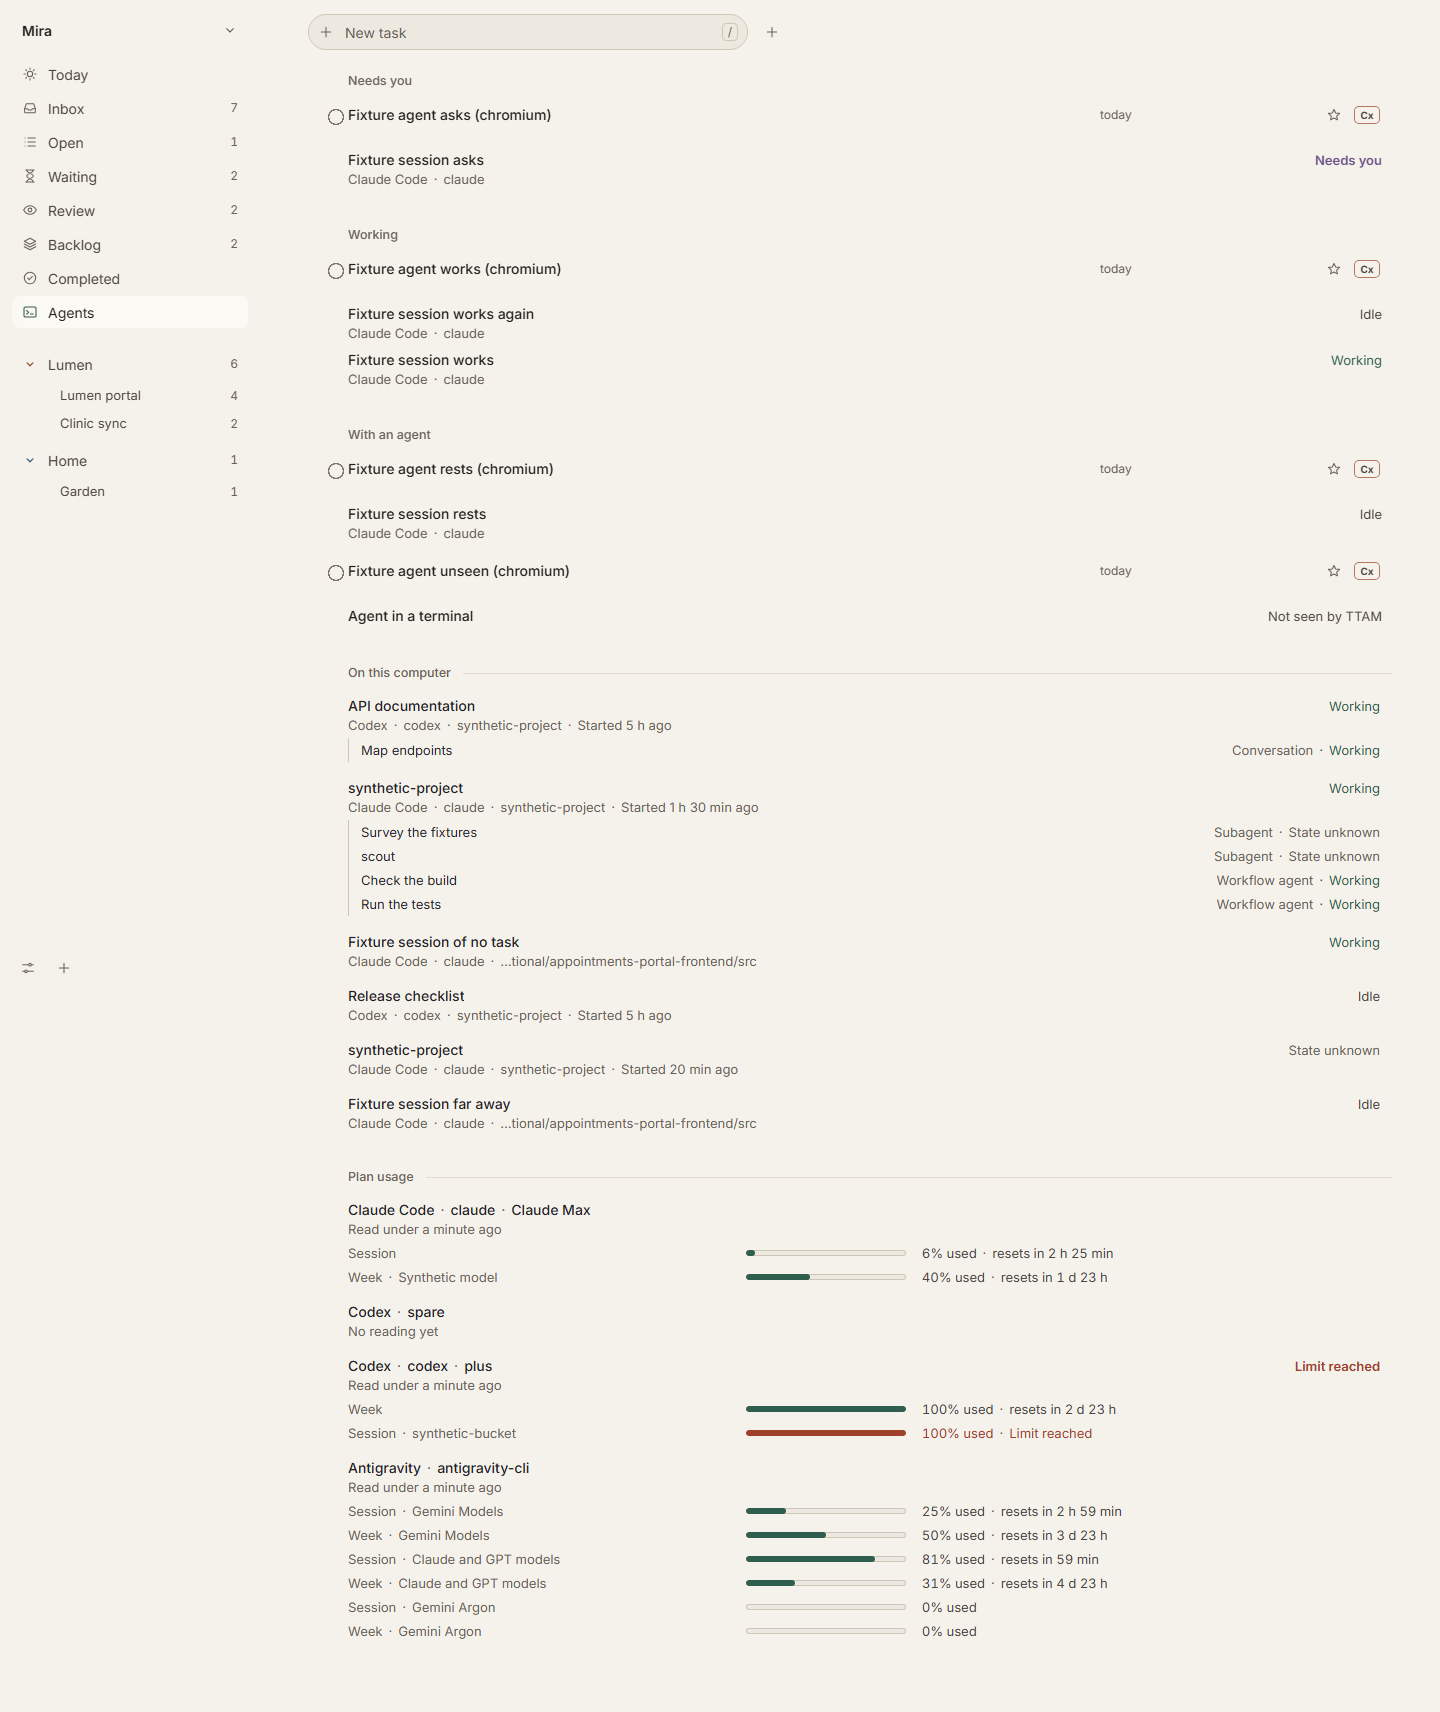 Mira
Today
Inbox 7
Open 1
Waiting 2
Review 2
Backlog 2
Completed
Agents
Lumen 6
Lumen portal 4
Clinic sync 2
Home 1
Garden 1
New task /
Needs you
Fixture agent asks (chromium) today Cx
Fixture session asks Needs you
Claude Code · claude
Working
Fixture agent works (chromium) today Cx
Fixture session works again Idle
Claude Code · claude
Fixture session works Working
Claude Code · claude
With an agent
Fixture agent rests (chromium) today Cx
Fixture session rests Idle
Claude Code · claude
Fixture agent unseen (chromium) today Cx
Agent in a terminal Not seen by TTAM
On this computer
API documentation Working
Codex · codex · synthetic-project · Started 5 h ago
Map endpoints Conversation · Working
synthetic-project Working
Claude Code · claude · synthetic-project · Started 1 h 30 min ago
Survey the fixtures Subagent · State unknown
scout Subagent · State unknown
Check the build Workflow agent · Working
Run the tests Workflow agent · Working
Fixture session of no task Working
Claude Code · claude · ...tional/appointments-portal-frontend/src
Release checklist Idle
Codex · codex · synthetic-project · Started 5 h ago
synthetic-project State unknown
Claude Code · claude · synthetic-project · Started 20 min ago
Fixture session far away Idle
Claude Code · claude · ...tional/appointments-portal-frontend/src
Plan usage
Claude Code · claude · Claude Max
Read under a minute ago
Session 6% used · resets in 2 h 25 min
Week · Synthetic model 40% used · resets in 1 d 23 h
Codex · spare
No reading yet
Codex · codex · plus Limit reached
Read under a minute ago
Week 100% used · resets in 2 d 23 h
Session · synthetic-bucket 100% used · Limit reached
Antigravity · antigravity-cli
Read under a minute ago
Session · Gemini Models 25% used · resets in 2 h 59 min
Week · Gemini Models 50% used · resets in 3 d 23 h
Session · Claude and GPT models 81% used · resets in 59 min
Week · Claude and GPT models 31% used · resets in 4 d 23 h
Session · Gemini Argon 0% used
Week · Gemini Argon 0% used